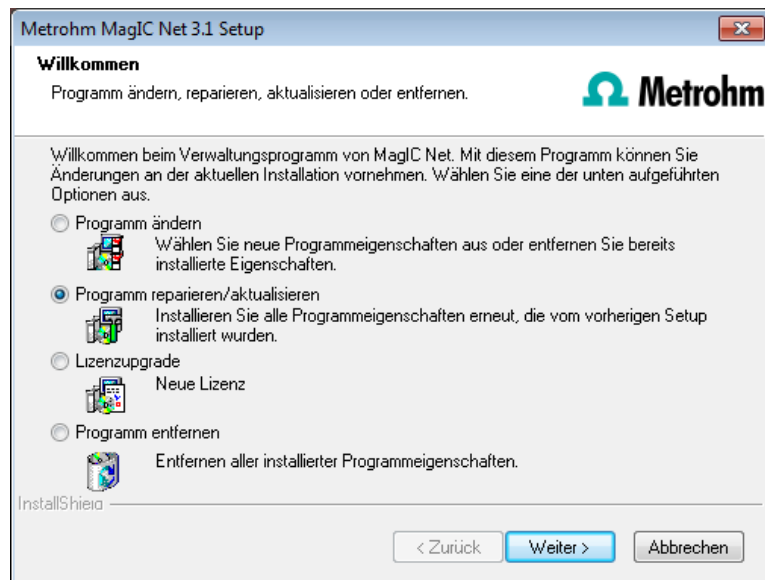 Metrohm MagIC Net 3.1 Setup
Willkommen
Programm ändern, reparieren, aktualisieren oder entfernen.
Metrohm
Willkommen beim Verwaltungsprogramm von MagIC Net. Mit diesem Programm können Sie
Änderungen an der aktuellen Installation vornehmen. Wählen Sie eine der unten aufgeführten
Optionen aus.
Programm ändern
Wählen Sie neue Programmeigenschaften aus oder entfernen Sie bereits
installierte Eigenschaften.
Programm reparieren/aktualisieren
Installieren Sie alle Programmeigenschaften erneut, die vom vorherigen Setup
installiert wurden.
Lizenzupgrade
Neue Lizenz
Programm entfernen
Entfernen aller installierter Programmeigenschaften.
InstallShield
< Zurück
Weiter >
Abbrechen